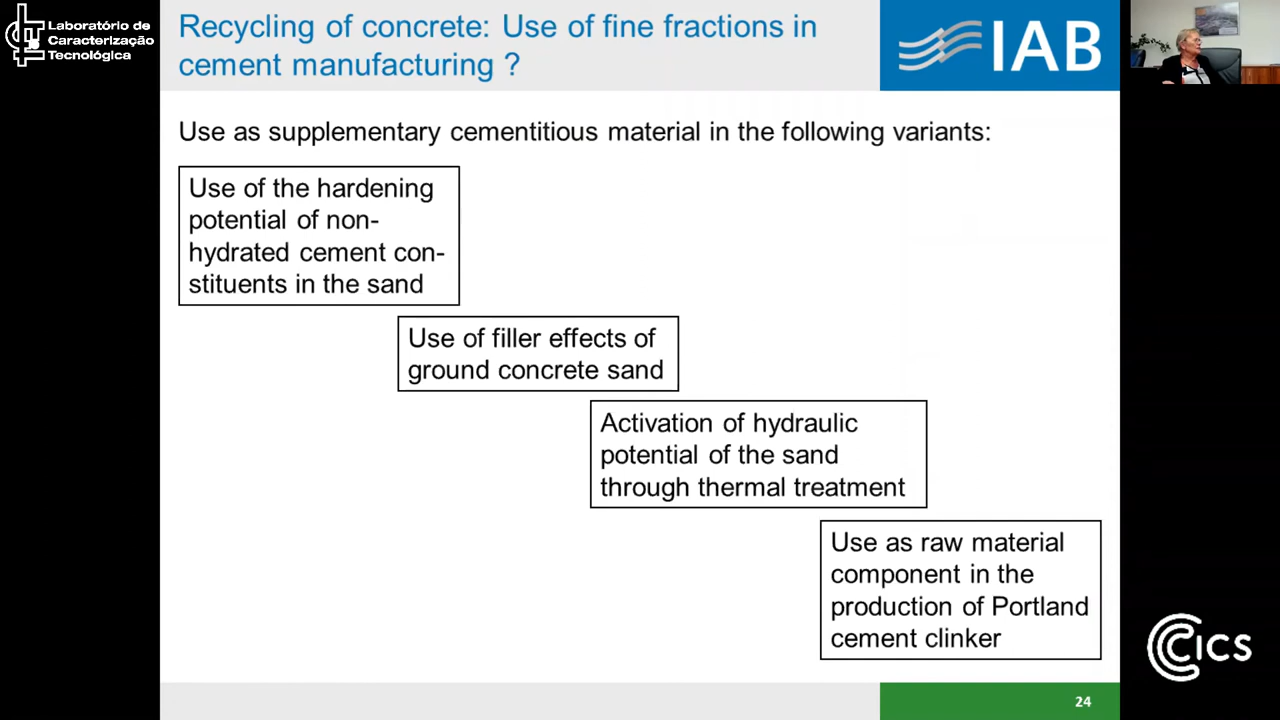 Laboratório de
Caracterização
Tecnológica
Recycling of concrete: Use of fine fractions in
cement manufacturing ?
IAB
Use as supplementary cementitious material in the following variants:
Use of the hardening
potential of non-
hydrated cement con-
stituents in the sand
Use of filler effects of
ground concrete sand
Activation of hydraulic
potential of the sand
through thermal treatment
Use as raw material
component in the
production of Portland
cement clinker
CICS
24